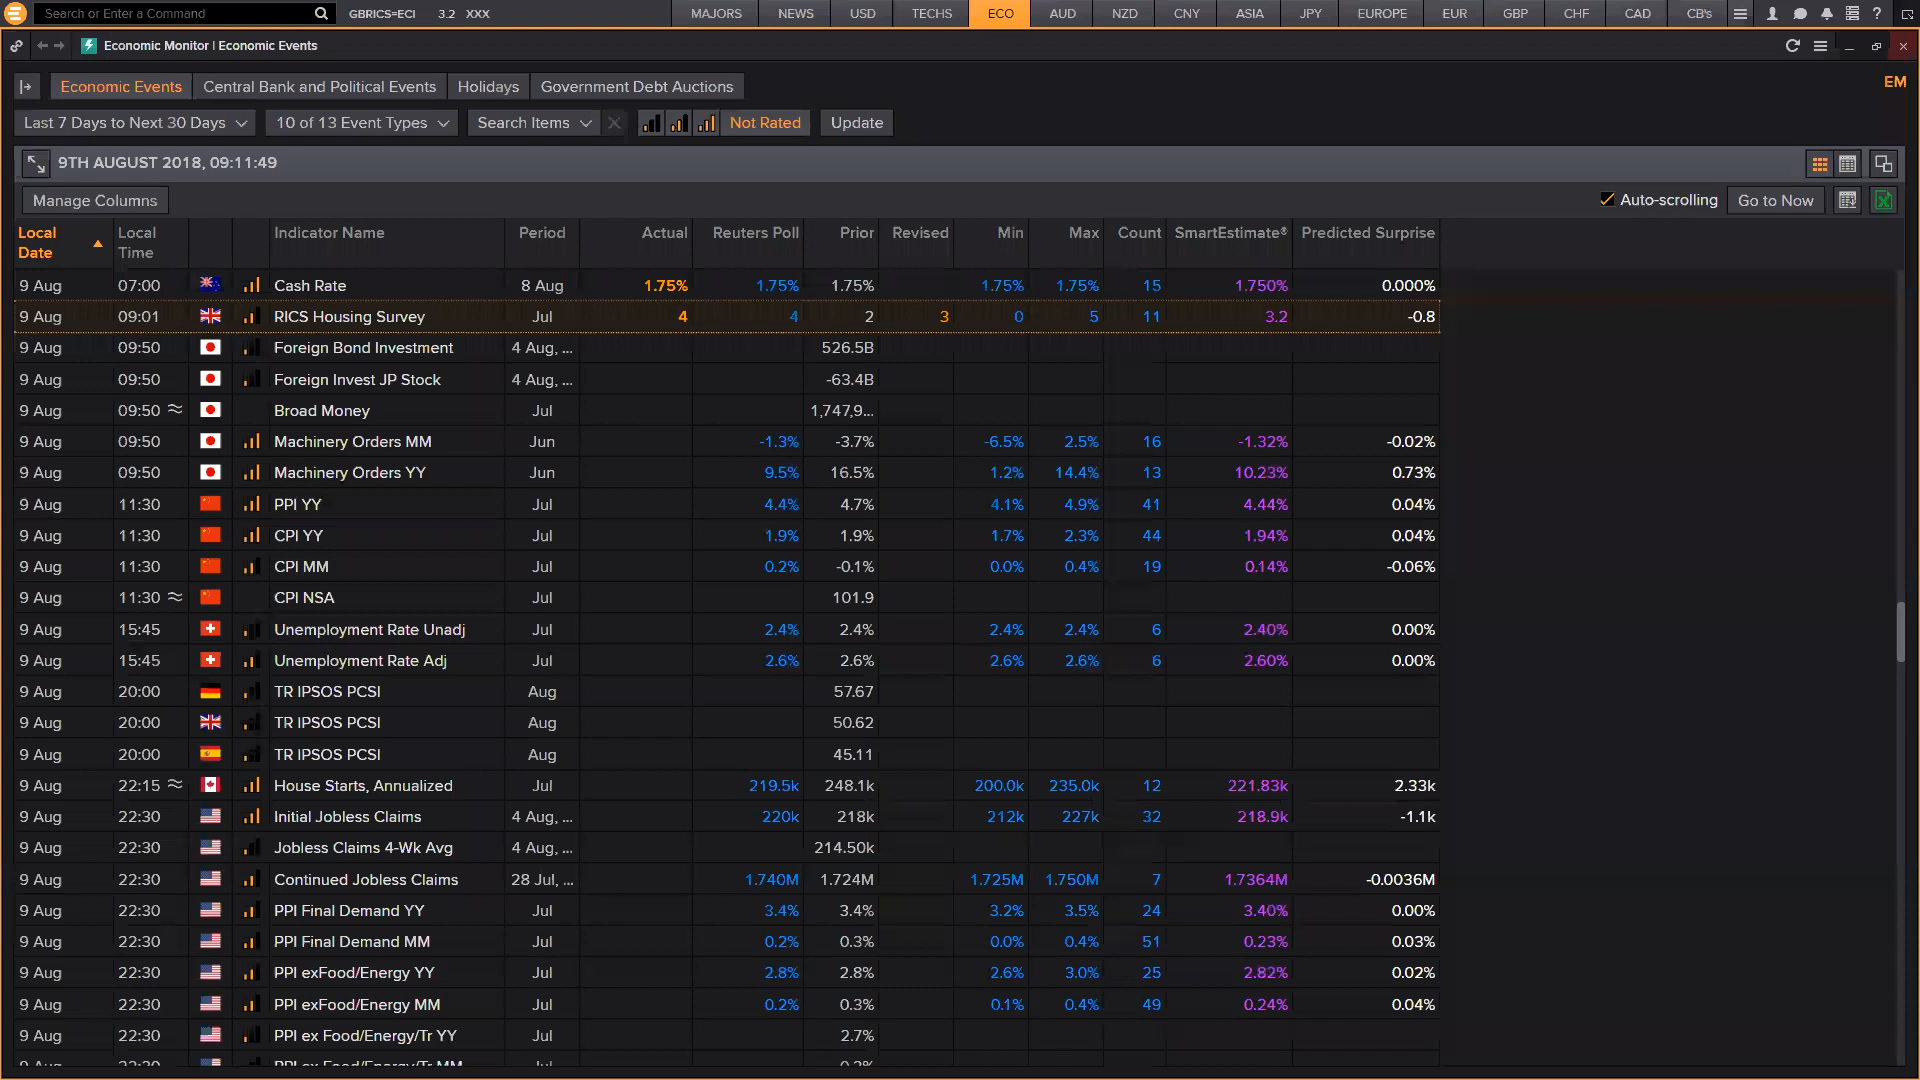 Search or Enter a Command GBRICS=ECI 3.2 XXX MAJORS NEWS USD TECHS ECO AUD NZD CNY ASIA JPY EUROPE EUR GBP CHF CAD CB's ?
Economic Monitor | Economic Events
Economic Events Central Bank and Political Events Holidays Government Debt Auctions EM
Last 7 Days to Next 30 Days 10 of 13 Event Types Search Items Not Rated Update
9TH AUGUST 2018, 09:11:49
Manage Columns Auto-scrolling Go to Now
Local Date Local Time Indicator Name Period Actual Reuters Poll Prior Revised Min Max Count SmartEstimate® Predicted Surprise
9 Aug 07:00 Cash Rate 8 Aug 1.75% 1.75% 1.75% 1.75% 1.75% 15 1.750% 0.000%
9 Aug 09:01 RICS Housing Survey Jul 4 4 2 3 0 5 11 3.2 -0.8
9 Aug 09:50 Foreign Bond Investment 4 Aug, ... 526.5B
9 Aug 09:50 Foreign Invest JP Stock 4 Aug, ... -63.4B
9 Aug 09:50 ≈ Broad Money Jul 1,747,9...
9 Aug 09:50 Machinery Orders MM Jun -1.3% -3.7% -6.5% 2.5% 16 -1.32% -0.02%
9 Aug 09:50 Machinery Orders YY Jun 9.5% 16.5% 1.2% 14.4% 13 10.23% 0.73%
9 Aug 11:30 PPI YY Jul 4.4% 4.7% 4.1% 4.9% 41 4.44% 0.04%
9 Aug 11:30 CPI YY Jul 1.9% 1.9% 1.7% 2.3% 44 1.94% 0.04%
9 Aug 11:30 CPI MM Jul 0.2% -0.1% 0.0% 0.4% 19 0.14% -0.06%
9 Aug 11:30 ≈ CPI NSA Jul 101.9
9 Aug 15:45 Unemployment Rate Unadj Jul 2.4% 2.4% 2.4% 2.4% 6 2.40% 0.00%
9 Aug 15:45 Unemployment Rate Adj Jul 2.6% 2.6% 2.6% 2.6% 6 2.60% 0.00%
9 Aug 20:00 TR IPSOS PCSI Aug 57.67
9 Aug 20:00 TR IPSOS PCSI Aug 50.62
9 Aug 20:00 TR IPSOS PCSI Aug 45.11
9 Aug 22:15 ≈ House Starts, Annualized Jul 219.5k 248.1k 200.0k 235.0k 12 221.83k 2.33k
9 Aug 22:30 Initial Jobless Claims 4 Aug, ... 220k 218k 212k 227k 32 218.9k -1.1k
9 Aug 22:30 Jobless Claims 4-Wk Avg 4 Aug, ... 214.50k
9 Aug 22:30 Continued Jobless Claims 28 Jul, ... 1.740M 1.724M 1.725M 1.750M 7 1.7364M -0.0036M
9 Aug 22:30 PPI Final Demand YY Jul 3.4% 3.4% 3.2% 3.5% 24 3.40% 0.00%
9 Aug 22:30 PPI Final Demand MM Jul 0.2% 0.3% 0.0% 0.4% 51 0.23% 0.03%
9 Aug 22:30 PPI exFood/Energy YY Jul 2.8% 2.8% 2.6% 3.0% 25 2.82% 0.02%
9 Aug 22:30 PPI exFood/Energy MM Jul 0.2% 0.3% 0.1% 0.4% 49 0.24% 0.04%
9 Aug 22:30 PPI ex Food/Energy/Tr YY Jul 2.7%